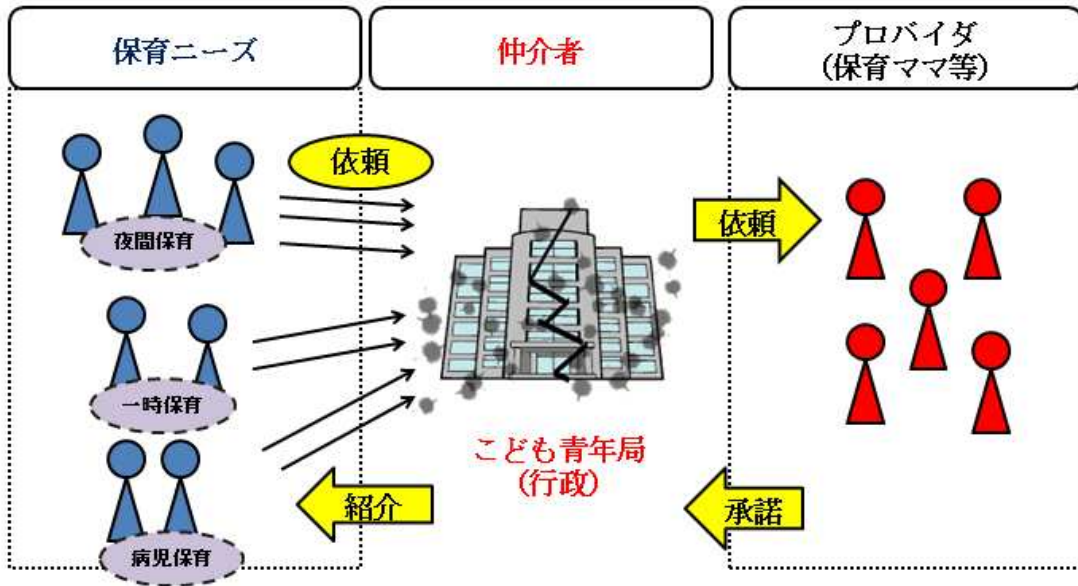 保育ニーズ
仲介者
プロバイダ
(保育ママ等)
依頼
依頼
夜間保育
一時保育
こども青年局
(行政)
紹介
承諾
病児保育